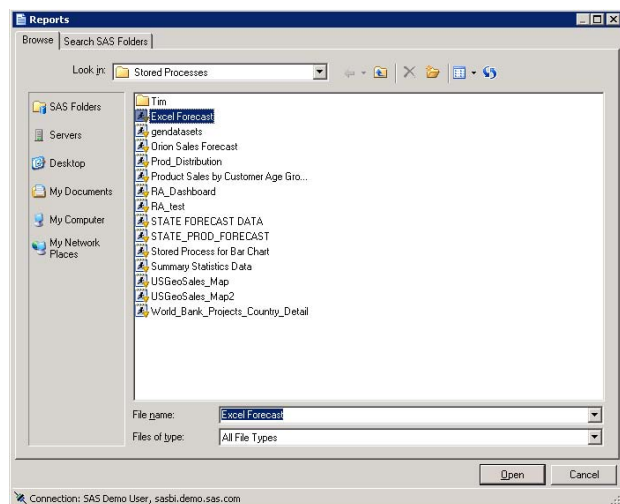 Reports
Browse
Search SAS Folders
Look in:
Stored Processes
SAS Folders
Servers
Desktop
My Documents
My Computer
My Network
Places
Tim
Excel Forecast
gendatasets
Orion Sales Forecast
Prod_Distribution
Product Sales by Customer Age Gro...
RA_Dashboard
RA_test
STATE FORECAST DATA
STATE_PROD_FORECAST
Stored Process for Bar Chart
Summary Statistics Data
USGeoSales_Map
USGeoSales_Map2
World_Bank_Projects_Country_Detail
File name:
Excel Forecast
Files of type:
All File Types
Open
Cancel
Connection: SAS Demo User, sasbi.demo.sas.com